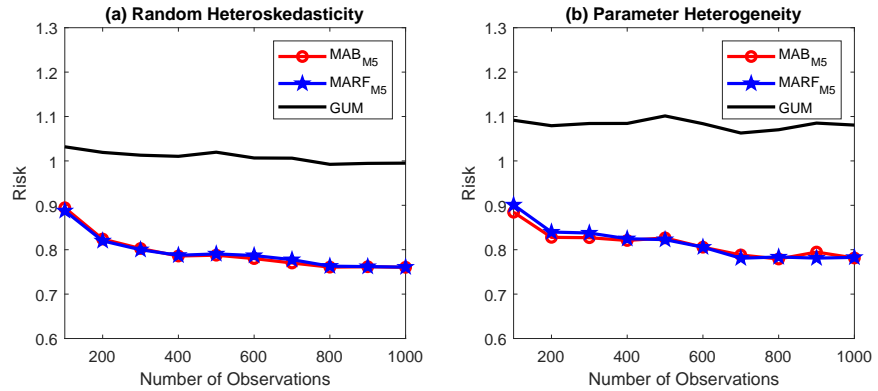 (a) Random Heteroskedasticity
1.3
1.2
1.1
1
0.9
0.8
0.7
0.6
Risk
200 400 600 800 1000
Number of Observations
MAB_M5
MARF_M5
GUM
(b) Parameter Heterogeneity
1.3
1.2
1.1
1
0.9
0.8
0.7
0.6
Risk
200 400 600 800 1000
Number of Observations
MAB_M5
MARF_M5
GUM